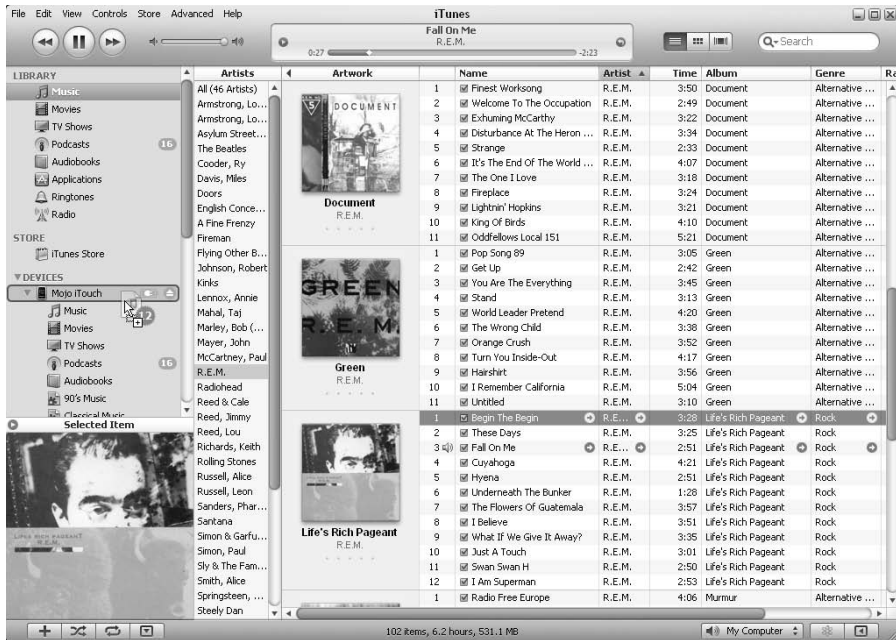 File Edit View Controls Store Advanced Help
iTunes
Fall On Me
R.E.M.
0:27 -2:23
Search
LIBRARY
Music
Movies
TV Shows
Podcasts 16
Audiobooks
Applications
Ringtones
Radio
STORE
iTunes Store
DEVICES
Mojo iTouch
12
Music
Movies
TV Shows
Podcasts 16
Audiobooks
90's Music
Classical Music
Selected Item
LIFES RICH PAGEANT
R.E.M.
Artists
All (46 Artists)
Armstrong, Lo...
Armstrong, Lo...
Asylum Street...
The Beatles
Cooder, Ry
Davis, Miles
Doors
English Conce...
A Fine Frenzy
Fireman
Flying Other B...
Johnson, Robert
Kinks
Lennox, Annie
Mahal, Taj
Marley, Bob (...
Mayer, John
McCartney, Paul
R.E.M.
Radiohead
Reed & Cale
Reed, Jimmy
Reed, Lou
Richards, Keith
Rolling Stones
Russell, Alice
Russell, Leon
Sanders, Phar...
Santana
Simon & Garfu...
Simon, Paul
Sly & The Fam...
Smith, Alice
Springsteen, ...
Steely Dan
Artwork Name Artist Time Album Genre Ra
5 DOCUMENT
Document
R.E.M.
1 Finest Worksong R.E.M. 3:50 Document Alternative ...
2 Welcome To The Occupation R.E.M. 2:49 Document Alternative ...
3 Exhuming McCarthy R.E.M. 3:22 Document Alternative ...
4 Disturbance At The Heron ... R.E.M. 3:34 Document Alternative ...
5 Strange R.E.M. 2:33 Document Alternative ...
6 It's The End Of The World ... R.E.M. 4:07 Document Alternative ...
7 The One I Love R.E.M. 3:18 Document Alternative ...
8 Fireplace R.E.M. 3:24 Document Alternative ...
9 Lightnin' Hopkins R.E.M. 3:21 Document Alternative ...
10 King Of Birds R.E.M. 4:10 Document Alternative ...
11 Oddfellows Local 151 R.E.M. 5:21 Document Alternative ...
GREEN
R.E.M.
Green
R.E.M.
1 Pop Song 89 R.E.M. 3:05 Green Alternative ...
2 Get Up R.E.M. 2:42 Green Alternative ...
3 You Are The Everything R.E.M. 3:45 Green Alternative ...
4 Stand R.E.M. 3:13 Green Alternative ...
5 World Leader Pretend R.E.M. 4:20 Green Alternative ...
6 The Wrong Child R.E.M. 3:38 Green Alternative ...
7 Orange Crush R.E.M. 3:52 Green Alternative ...
8 Turn You Inside-Out R.E.M. 4:17 Green Alternative ...
9 Hairshirt R.E.M. 3:56 Green Alternative ...
10 I Remember California R.E.M. 5:04 Green Alternative ...
11 Untitled R.E.M. 3:10 Green Alternative ...
Life's Rich Pageant
R.E.M.
1 Begin The Begin R.E... 3:28 Life's Rich Pageant Rock
2 These Days R.E.M. 3:25 Life's Rich Pageant Rock
3 Fall On Me R.E... 2:51 Life's Rich Pageant Rock
4 Cuyahoga R.E.M. 4:21 Life's Rich Pageant Rock
5 Hyena R.E.M. 2:51 Life's Rich Pageant Rock
6 Underneath The Bunker R.E.M. 1:28 Life's Rich Pageant Rock
7 The Flowers Of Guatemala R.E.M. 3:57 Life's Rich Pageant Rock
8 I Believe R.E.M. 3:51 Life's Rich Pageant Rock
9 What If We Give It Away? R.E.M. 3:35 Life's Rich Pageant Rock
10 Just A Touch R.E.M. 3:01 Life's Rich Pageant Rock
11 Swan Swan H R.E.M. 2:50 Life's Rich Pageant Rock
12 I Am Superman R.E.M. 2:53 Life's Rich Pageant Rock
1 Radio Free Europe R.E.M. 4:06 Murmur Alternative ...
102 items, 6.2 hours, 531.1 MB
My Computer